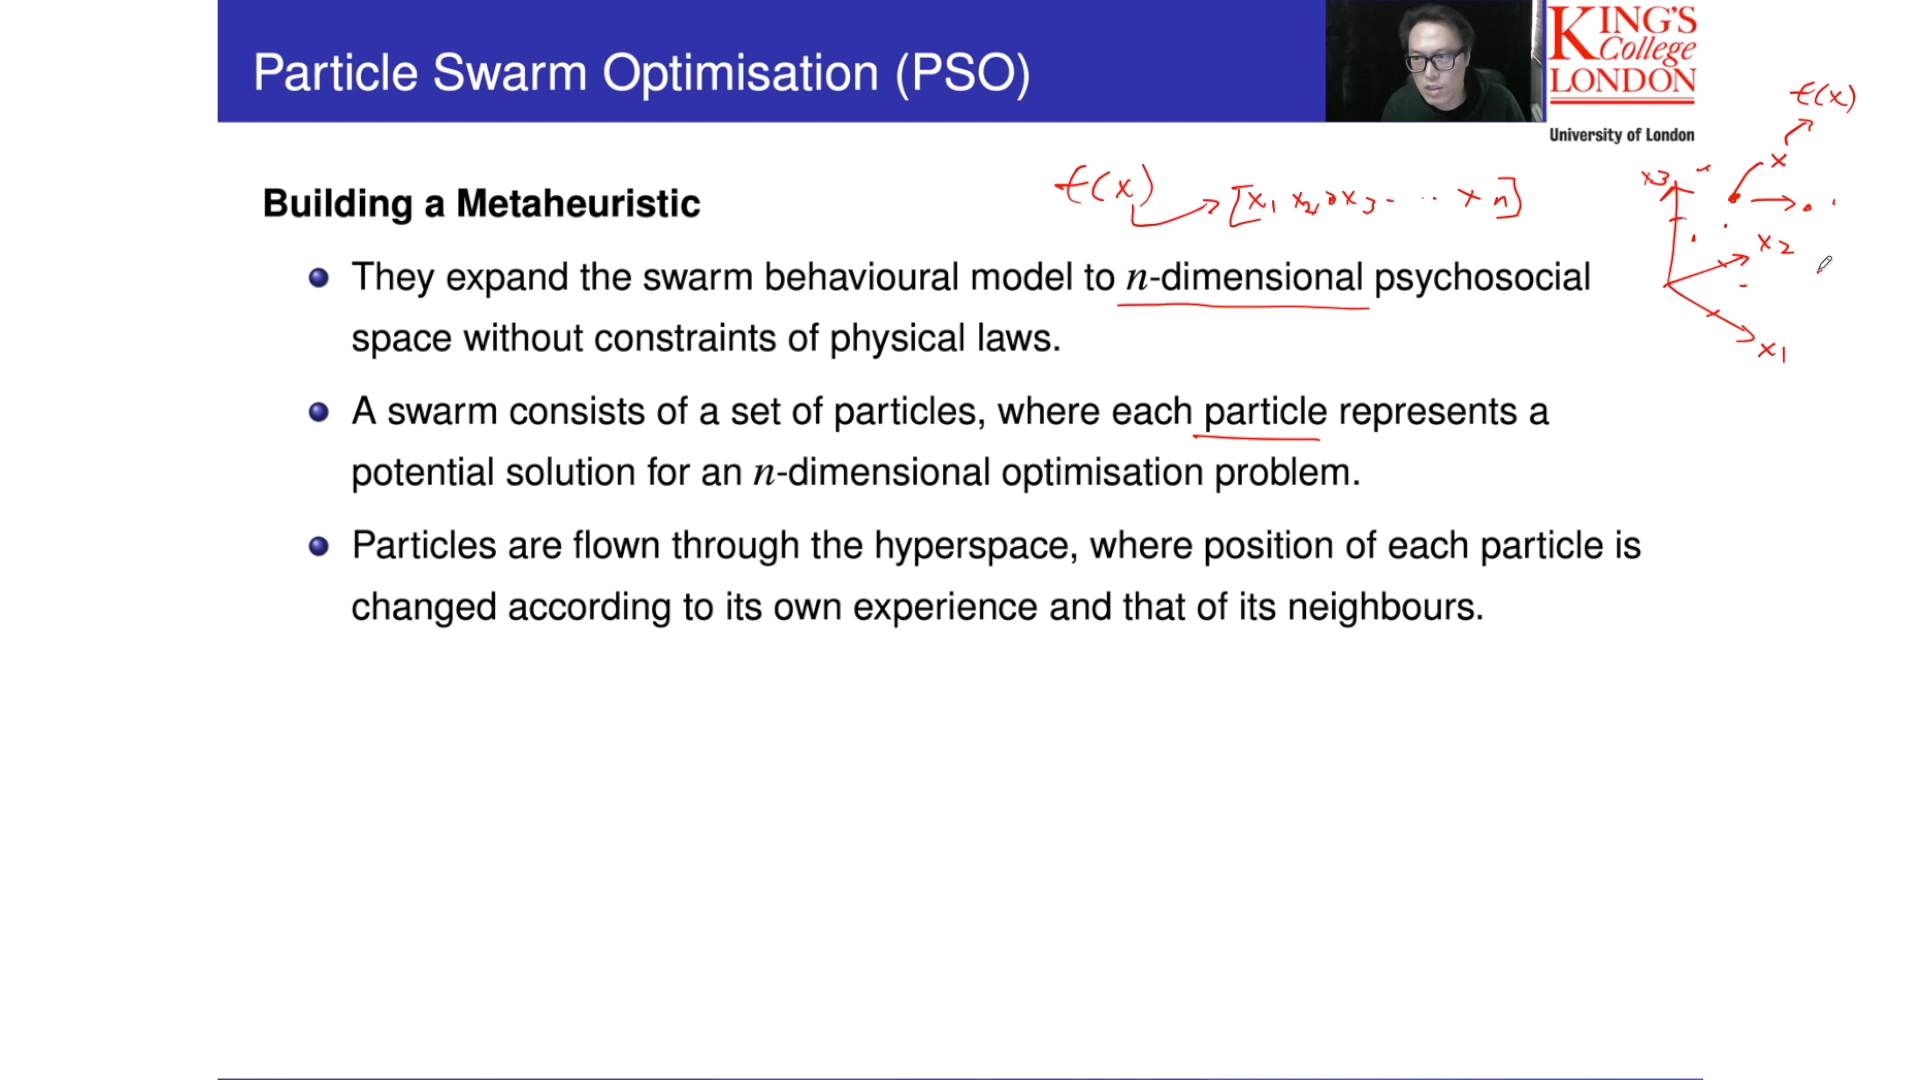 Particle Swarm Optimisation (PSO)
KING'S
College
LONDON
University of London
f(x)
f(x) → [x1 x2, x3 - ·· xn]
x
x3
x2
x1
Building a Metaheuristic
They expand the swarm behavioural model to n-dimensional psychosocial
space without constraints of physical laws.
A swarm consists of a set of particles, where each particle represents a
potential solution for an n-dimensional optimisation problem.
Particles are flown through the hyperspace, where position of each particle is
changed according to its own experience and that of its neighbours.